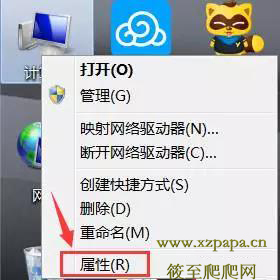 计
打开(O)
管理(G)
映射网络驱动器(N)...
断开网络驱动器(C)...
创建快捷方式(S)
删除(D)
网
重命名(M)
www.xzpapa.cn
属性(R)
筱至爬爬网